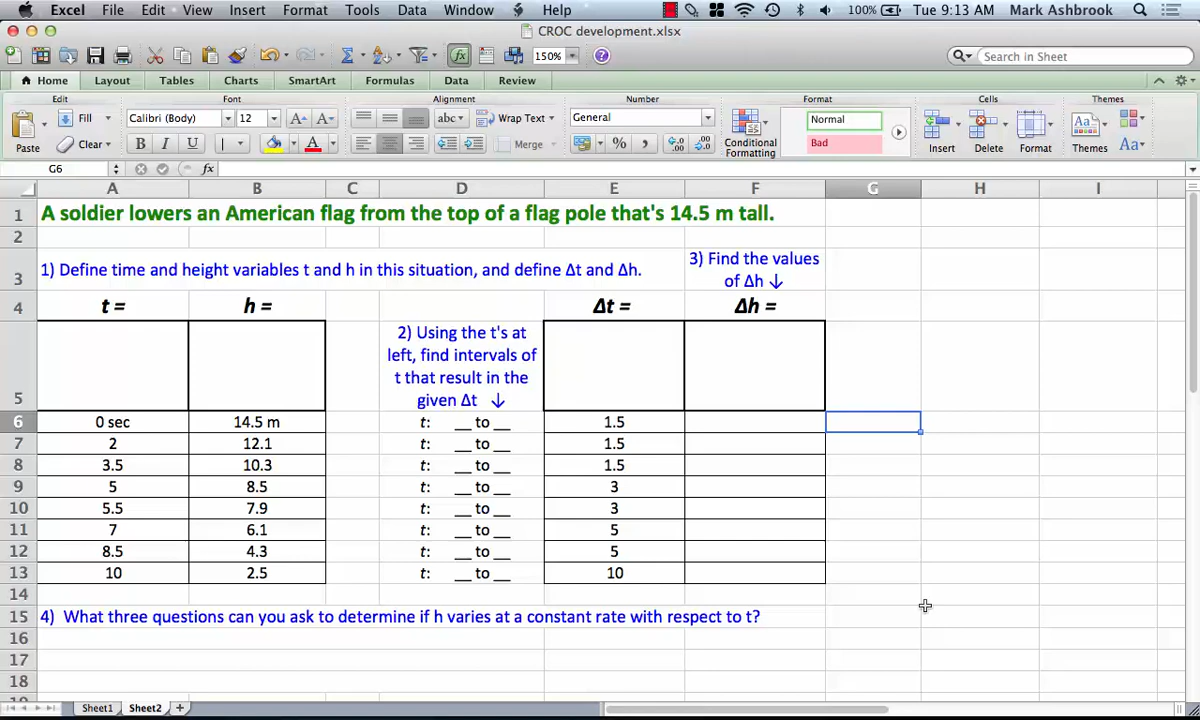 Excel File Edit View Insert Format Tools Data Window Help 100% Tue 9:13 AM Mark Ashbrook
CROC development.xlsx
150% Search in Sheet
Home Layout Tables Charts SmartArt Formulas Data Review
Edit Font Alignment Number Format Cells Themes
Fill Calibri (Body) 12 A A abc Wrap Text General Normal
Paste Clear B I U A Merge % Conditional Formatting Bad Insert Delete Format Themes Aa
G6 fx
A B C D E F G H I
1 A soldier lowers an American flag from the top of a flag pole that's 14.5 m tall.
2
3 1) Define time and height variables t and h in this situation, and define Δt and Δh. 3) Find the values of Δh ↓
4 t = h = Δt = Δh =
5 2) Using the t's at left, find intervals of t that result in the given Δt ↓
6 0 sec 14.5 m t: __ to __ 1.5
7 2 12.1 t: __ to __ 1.5
8 3.5 10.3 t: __ to __ 1.5
9 5 8.5 t: __ to __ 3
10 5.5 7.9 t: __ to __ 3
11 7 6.1 t: __ to __ 5
12 8.5 4.3 t: __ to __ 5
13 10 2.5 t: __ to __ 10
14
15 4) What three questions can you ask to determine if h varies at a constant rate with respect to t?
16
17
18
Sheet1 Sheet2